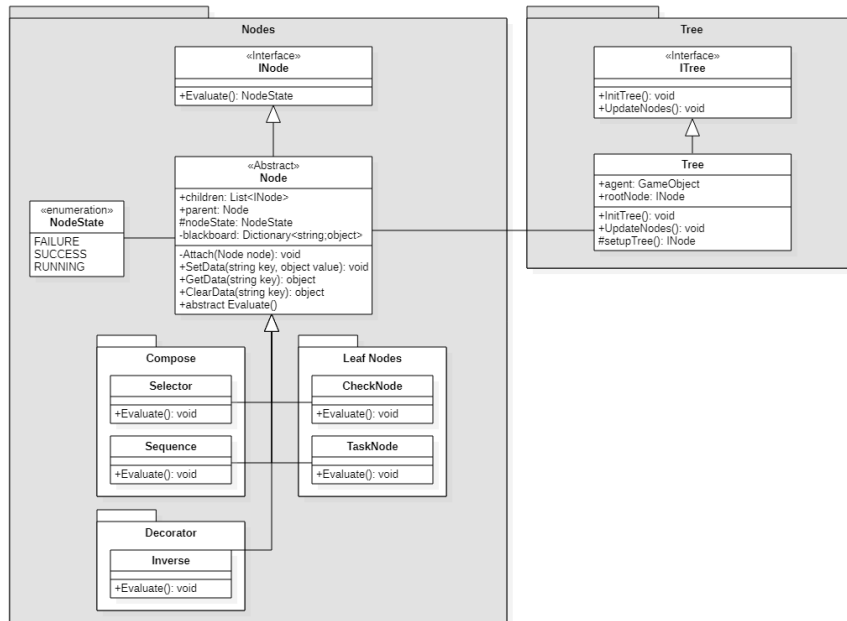 Nodes
«Interface»
INode
+Evaluate(): NodeState
«Abstract»
Node
+children: List<INode>
+parent: Node
#nodeState: NodeState
-blackboard: Dictionary<string;object>
-Attach(Node node): void
+SetData(string key, object value): void
+GetData(string key): object
+ClearData(string key): object
+abstract Evaluate()
«enumeration»
NodeState
FAILURE
SUCCESS
RUNNING
Compose
Selector
+Evaluate(): void
Sequence
+Evaluate(): void
Leaf Nodes
CheckNode
+Evaluate(): void
TaskNode
+Evaluate(): void
Decorator
Inverse
+Evaluate(): void
Tree
«Interface»
ITree
+InitTree(): void
+UpdateNodes(): void
Tree
+agent: GameObject
+rootNode: INode
+InitTree(): void
+UpdateNodes(): void
#setupTree(): INode